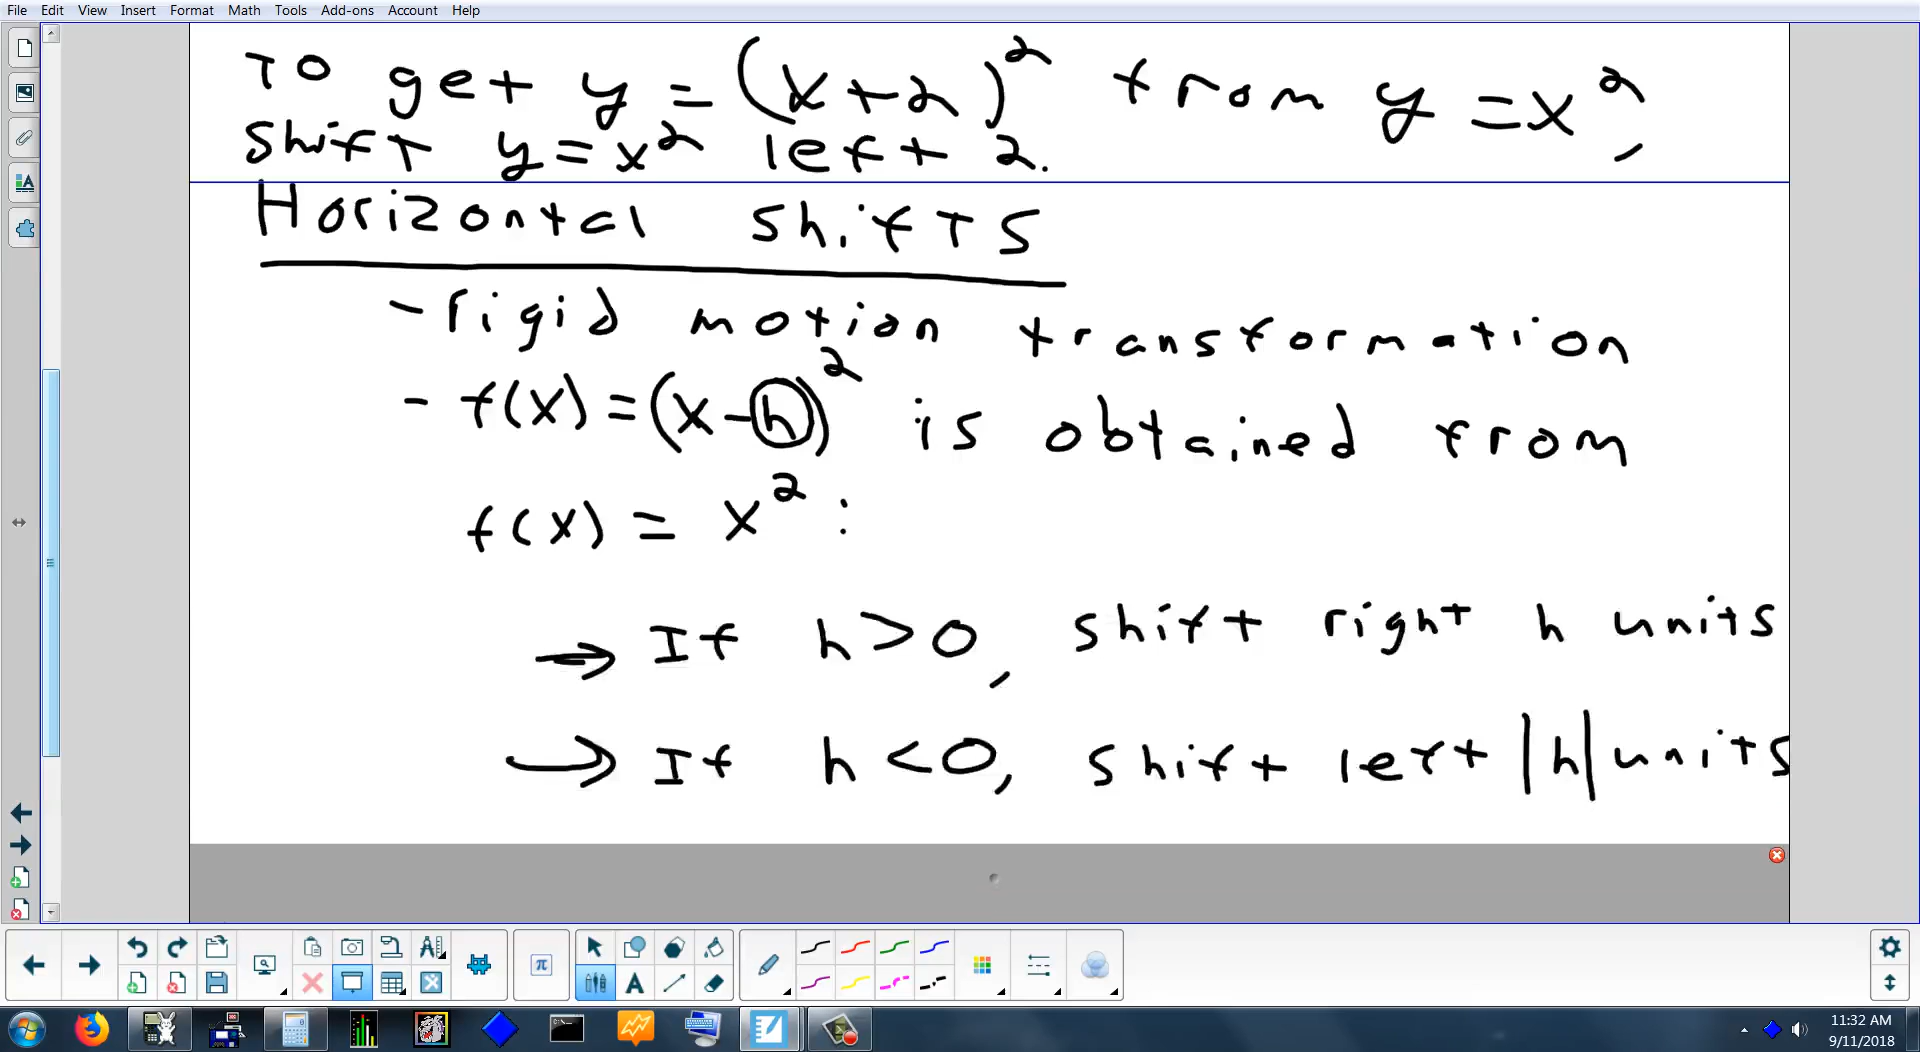 File Edit View Insert Format Math Tools Add-ons Account Help
To get y = (x+2)² from y = x²,
shift y = x² left 2.
Horizontal shifts
- rigid motion transformation
- f(x) = (x - h)² is obtained from
f(x) = x² :
→ If h > 0, shift right h units
→ If h < 0, shift left |h| units
π
A
11:32 AM
9/11/2018